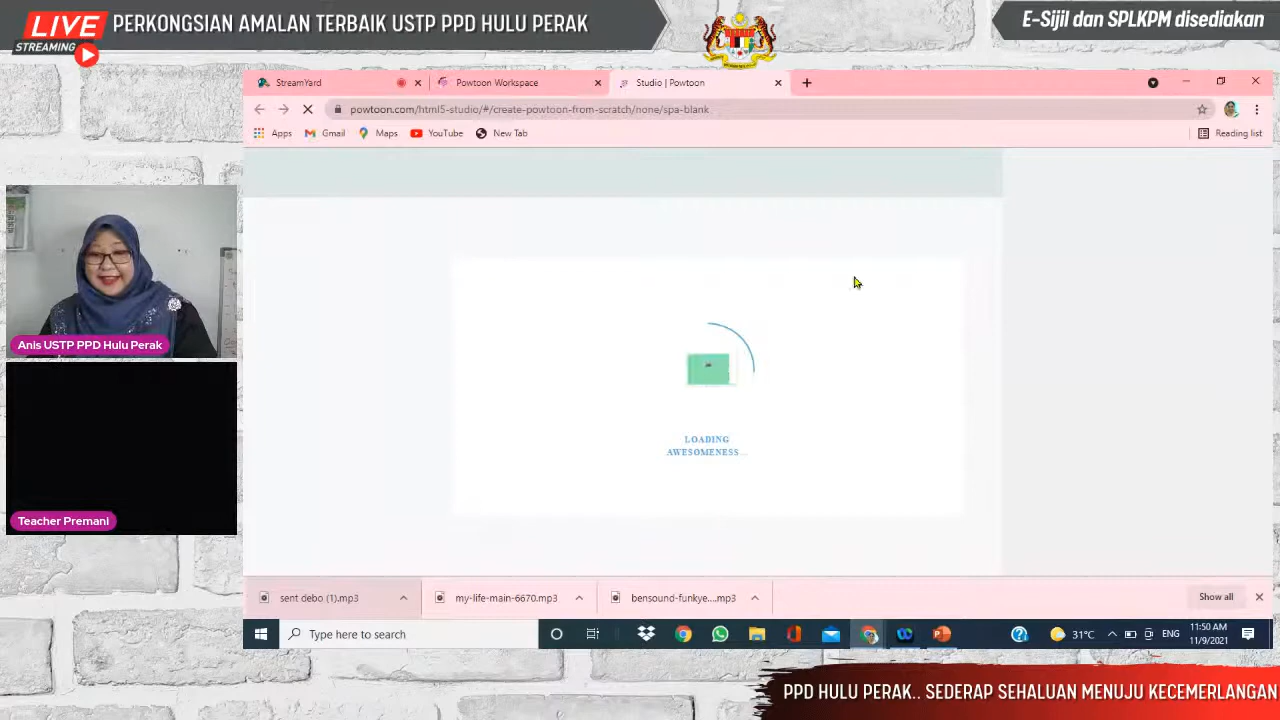 LIVE
STREAMING
PERKONGSIAN AMALAN TERBAIK USTP PPD HULU PERAK
E-Sijil dan SPLKPM disediakan
StreamYard
Powtoon Workspace
Studio | Powtoon
powtoon.com/html5-studio/#/create-powtoon-from-scratch/none/spa-blank
Apps
Gmail
Maps
YouTube
New Tab
Reading list
Anis USTP PPD Hulu Perak
LOADING
AWESOMENESS...
Teacher Premani
sent debo (1).mp3
my-life-main-6670.mp3
bensound-funkye....mp3
Show all
Type here to search
31°C
ENG
11:50 AM
11/9/2021
PPD HULU PERAK.. SEDERAP SEHALUAN MENUJU KECEMERLANGAN